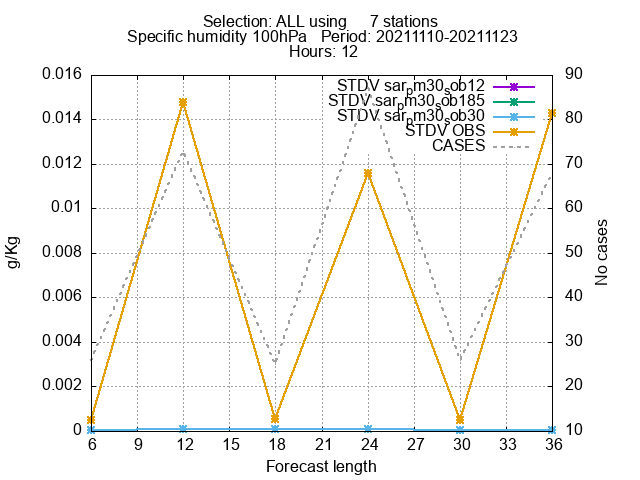 Selection: ALL using 7 stations
Specific humidity 100hPa Period: 20211110-20211123
Hours: 12
0.016 90
STDV sar_pm30_sob12
STDV sar_pm30_sob185
STDV sar_pm30_sob30
STDV OBS
CASES
0.014 80
0.012 70
0.01 60
0.008 50
0.006 40
0.004 30
0.002 20
0 10
g/Kg
No cases
6 9 12 15 18 21 24 27 30 33 36
Forecast length